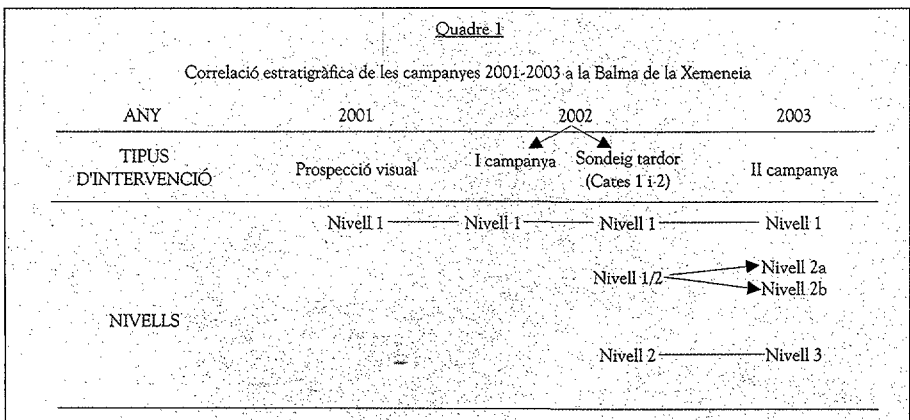 Quadre 1
Correlació estratigràfica de les campanyes 2001-2003 a la Balma de la Xemeneia
ANY 2001 2002 2003
TIPUS D'INTERVENCIÓ Prospecció visual I campanya Sondeig tardor (Cates 1 i 2) II campanya
Nivell 1 Nivell 1 Nivell 1 Nivell 1
Nivell 1/2 Nivell 2a
Nivell 2b
NIVELLS
Nivell 2 Nivell 3